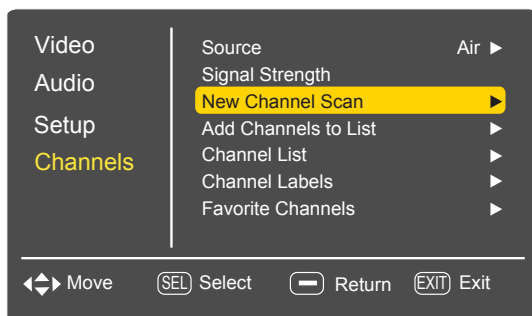 Video
Audio
Setup
Channels
Source Air
Signal Strength
New Channel Scan
Add Channels to List
Channel List
Channel Labels
Favorite Channels
Move SEL Select Return EXIT Exit